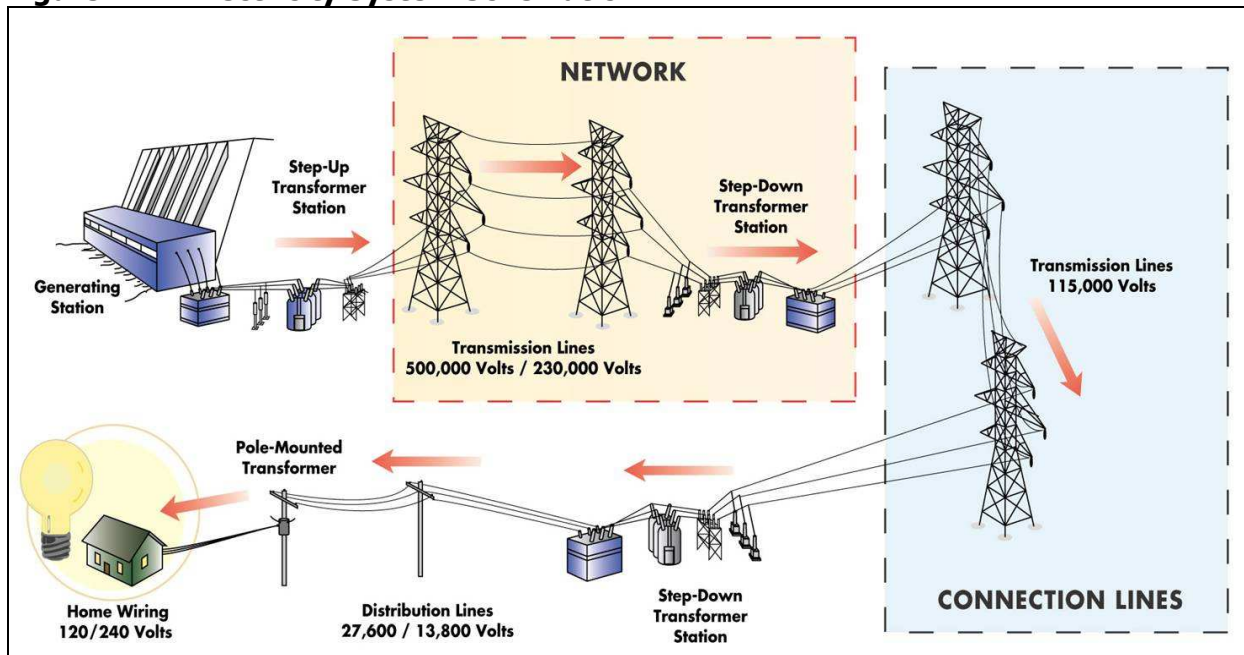 NETWORK
Step-Up
Transformer
Station
Step-Down
Transformer
Station
Generating
Station
Transmission Lines
115,000 Volts
Transmission Lines
500,000 Volts / 230,000 Volts
Pole-Mounted
Transformer
Home Wiring
120/240 Volts
Distribution Lines
27,600 / 13,800 Volts
Step-Down
Transformer
Station
CONNECTION LINES